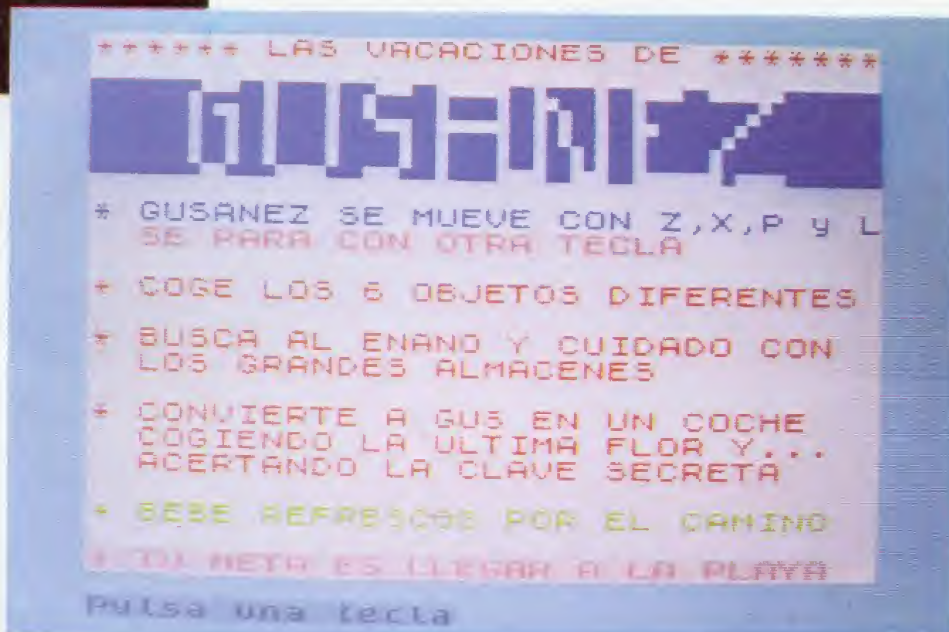 ****** LAS VACACIONES DE *******
GUSANEZ
* GUSANEZ SE MUEVE CON Z,X,P y L
SE PARA CON OTRA TECLA
* COGE LOS 6 OBJETOS DIFERENTES
* BUSCA AL ENANO Y CUIDADO CON
LOS GRANDES ALMACENES
* CONVIERTE A GUS EN UN COCHE
COGIENDO LA ULTIMA FLOR Y...
ACERTANDO LA CLAVE SECRETA
* BEBE REFRESCOS POR EL CAMINO
* TU META ES LLEGAR A LA PLAYA
Pulsa una tecla